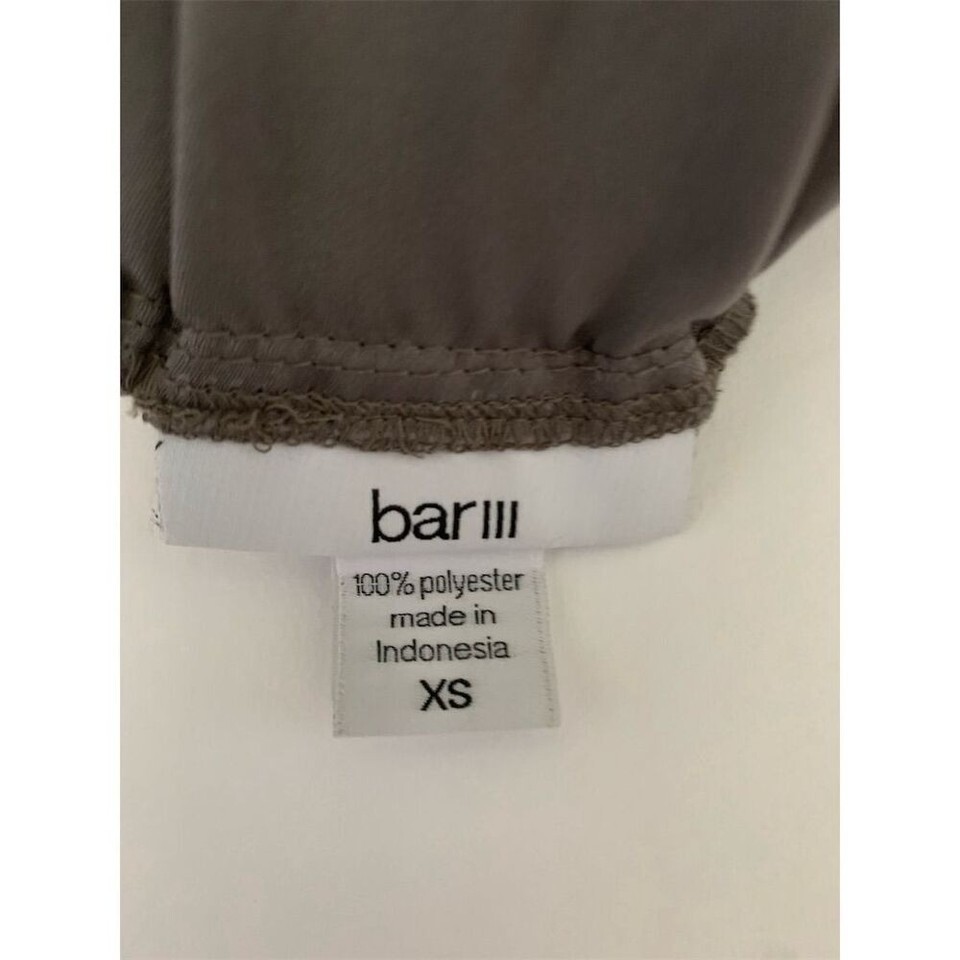 bar III
100% polyester
made in
Indonesia
XS